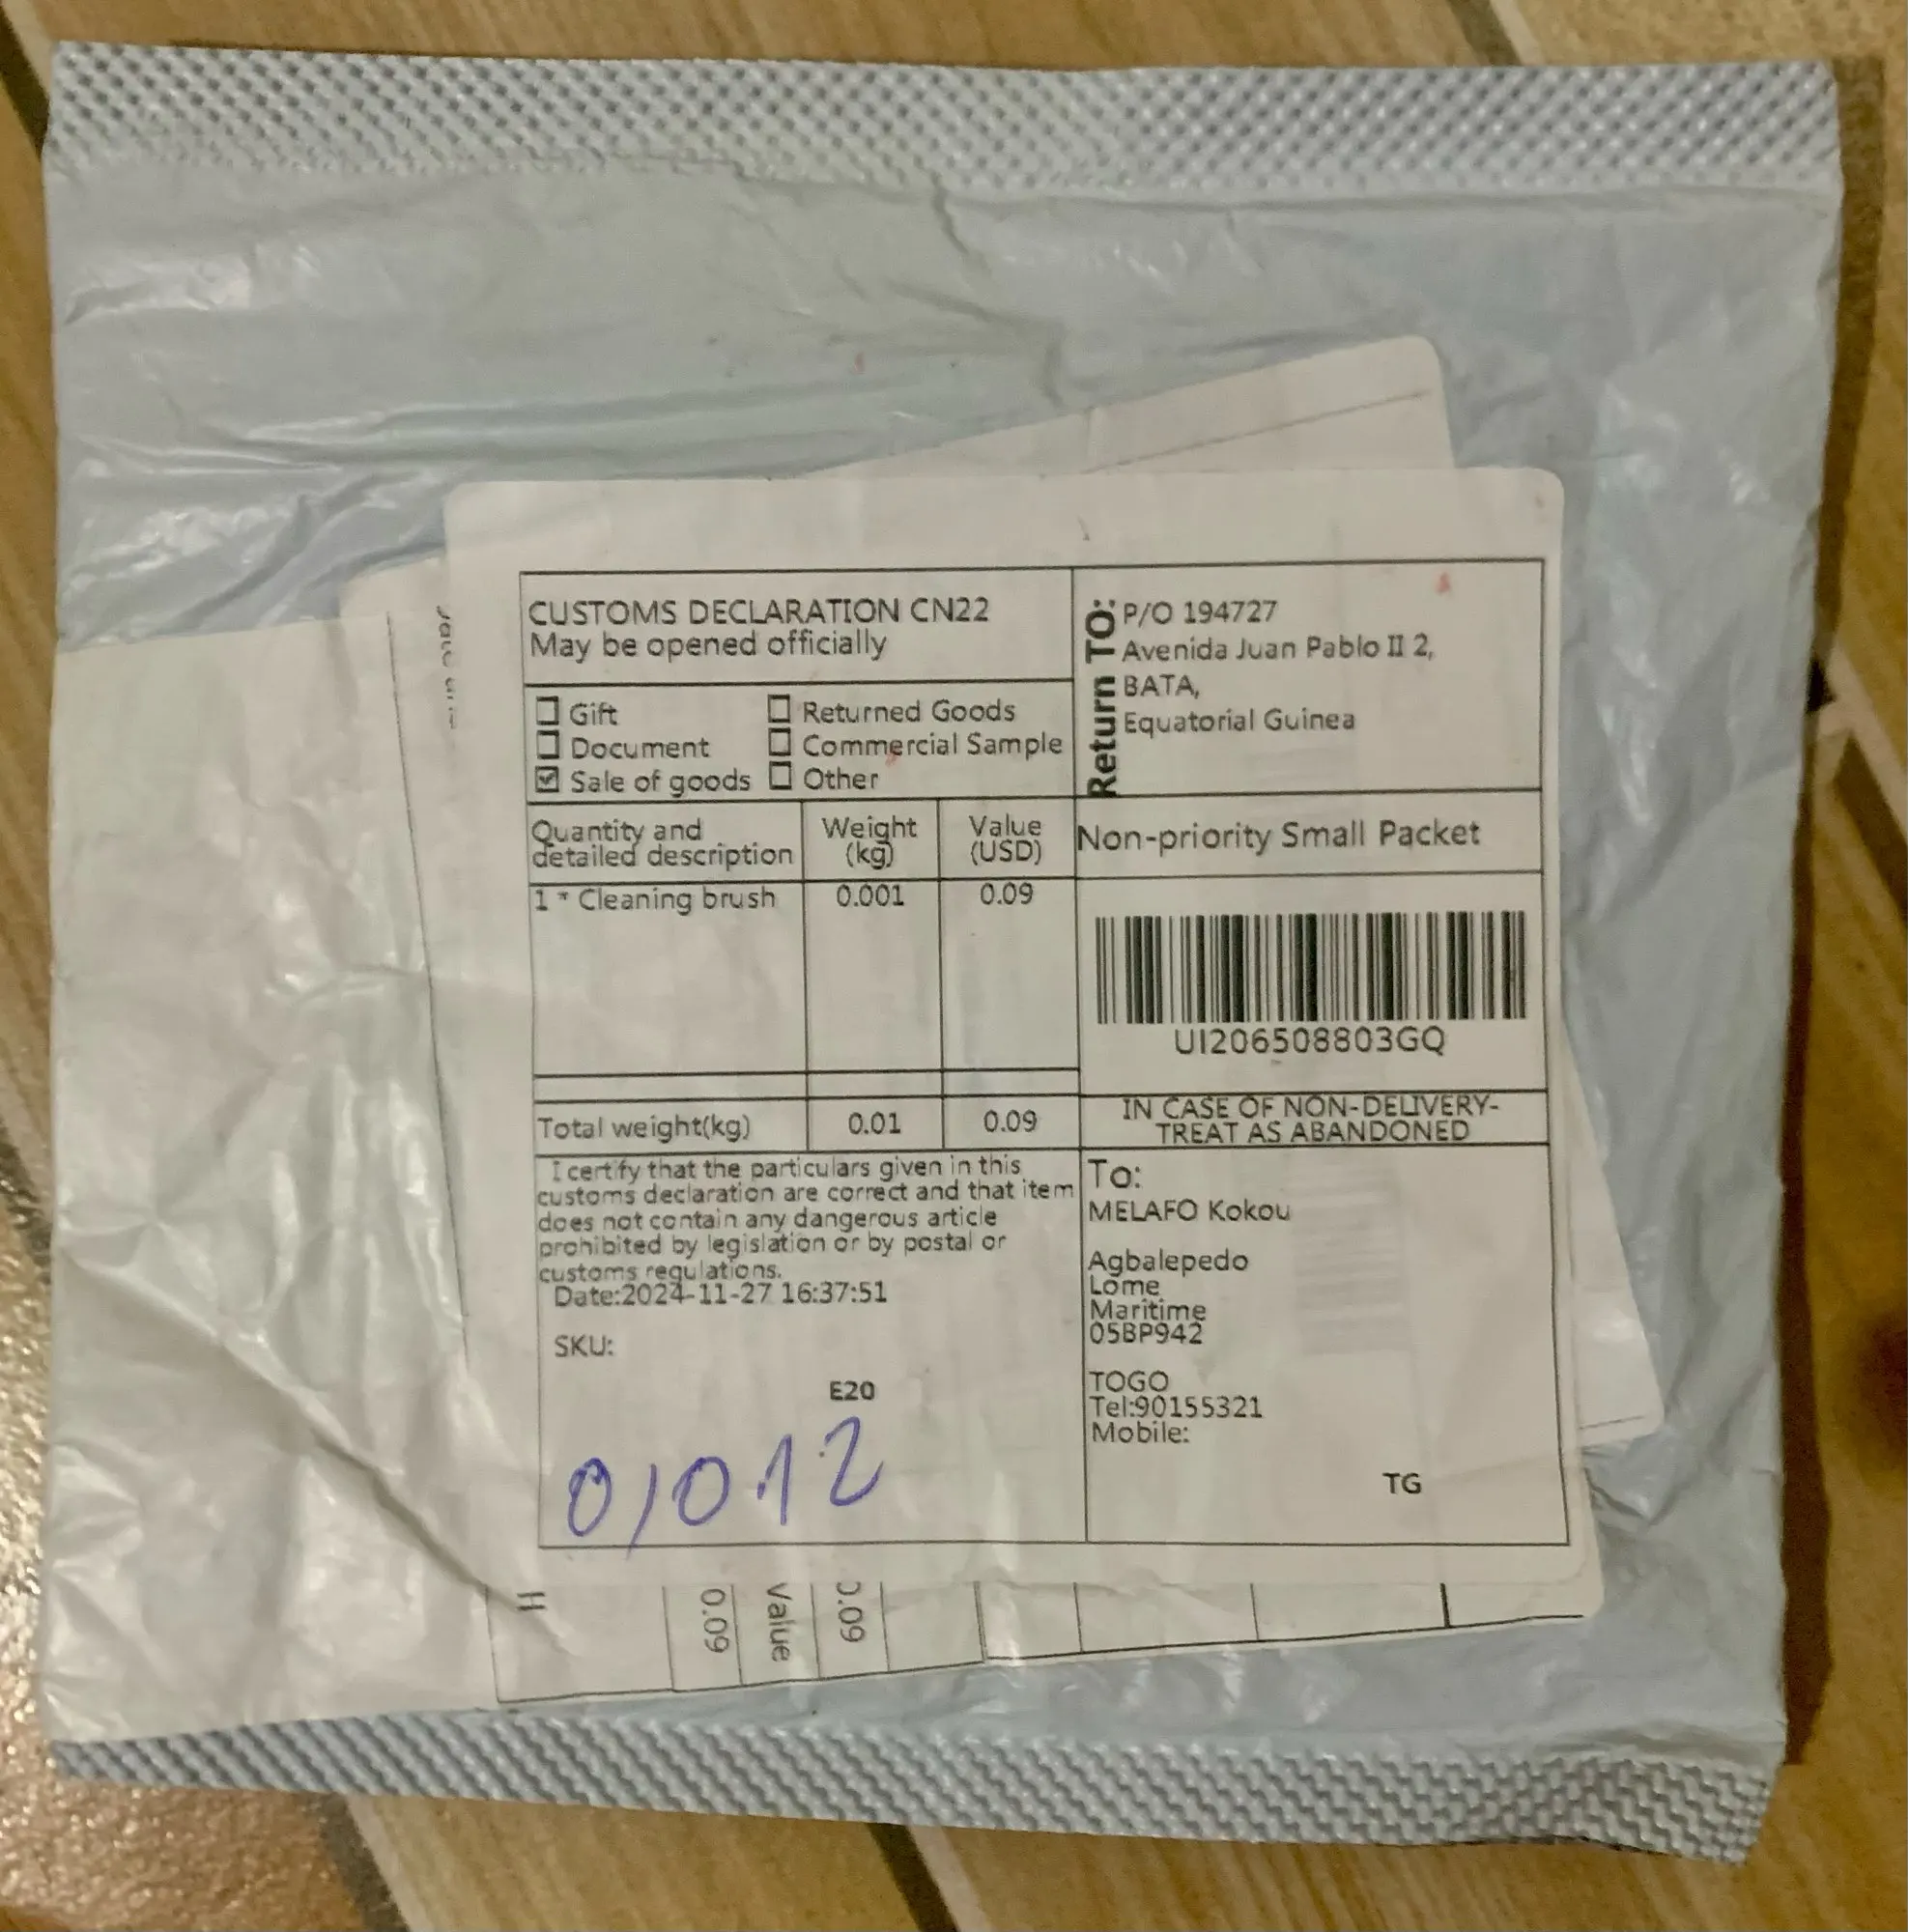 CUSTOMS DECLARATION CN22
May be opened officially
Gift
Returned Goods
Document
Commercial Sample
Sale of goods
Other
Return TO:
P/O 194727
Avenida Juan Pablo II 2,
BATA,
Equatorial Guinea
Quantity and
detailed description
Weight
(kg)
Value
(USD)
Non-priority Small Packet
1 * Cleaning brush
0.001
0.09
UI206508803GQ
Total weight(kg)
0.01
0.09
IN CASE OF NON-DELIVERY-
TREAT AS ABANDONED
I certify that the particulars given in this
customs declaration are correct and that item
does not contain any dangerous article
prohibited by legislation or by postal or
customs regulations.
Date:2024-11-27 16:37:51
SKU:
E20
0,012
To:
MELAFO Kokou
Agbalepedo
Lome
Maritime
05BP942
TOGO
Tel:90155321
Mobile:
TG
0.09
Value
0.09